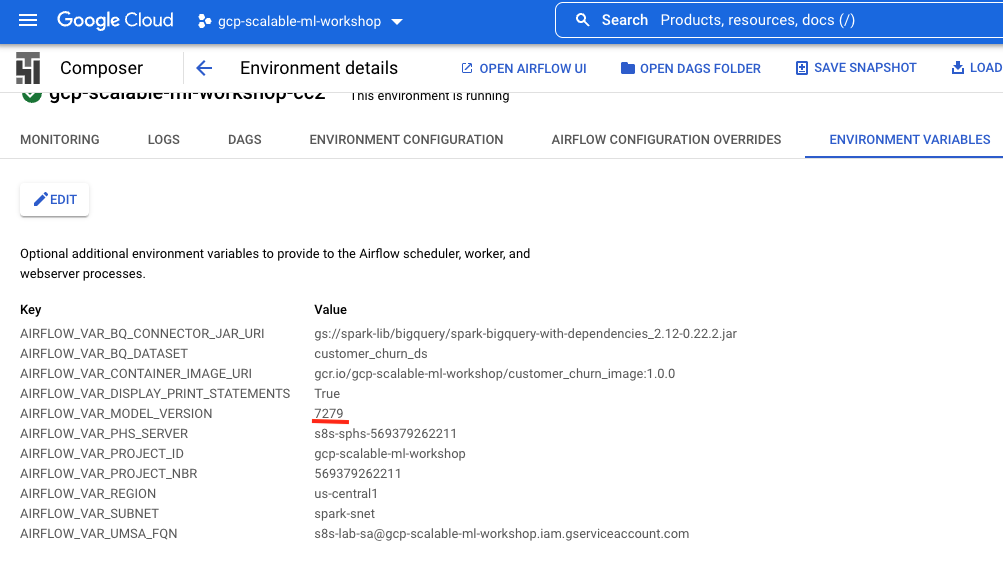 Google Cloud gcp-scalable-ml-workshop Search Products, resources, docs (/)
Composer Environment details OPEN AIRFLOW UI OPEN DAGS FOLDER SAVE SNAPSHOT LOAD
gcp-scalable-ml-workshop-cc2 This environment is running
MONITORING LOGS DAGS ENVIRONMENT CONFIGURATION AIRFLOW CONFIGURATION OVERRIDES ENVIRONMENT VARIABLES
EDIT
Optional additional environment variables to provide to the Airflow scheduler, worker, and
webserver processes.
Key Value
AIRFLOW_VAR_BQ_CONNECTOR_JAR_URI gs://spark-lib/bigquery/spark-bigquery-with-dependencies_2.12-0.22.2.jar
AIRFLOW_VAR_BQ_DATASET customer_churn_ds
AIRFLOW_VAR_CONTAINER_IMAGE_URI gcr.io/gcp-scalable-ml-workshop/customer_churn_image:1.0.0
AIRFLOW_VAR_DISPLAY_PRINT_STATEMENTS True
AIRFLOW_VAR_MODEL_VERSION 7279
AIRFLOW_VAR_PHS_SERVER s8s-sphs-569379262211
AIRFLOW_VAR_PROJECT_ID gcp-scalable-ml-workshop
AIRFLOW_VAR_PROJECT_NBR 569379262211
AIRFLOW_VAR_REGION us-central1
AIRFLOW_VAR_SUBNET spark-snet
AIRFLOW_VAR_UMSA_FQN s8s-lab-sa@gcp-scalable-ml-workshop.iam.gserviceaccount.com